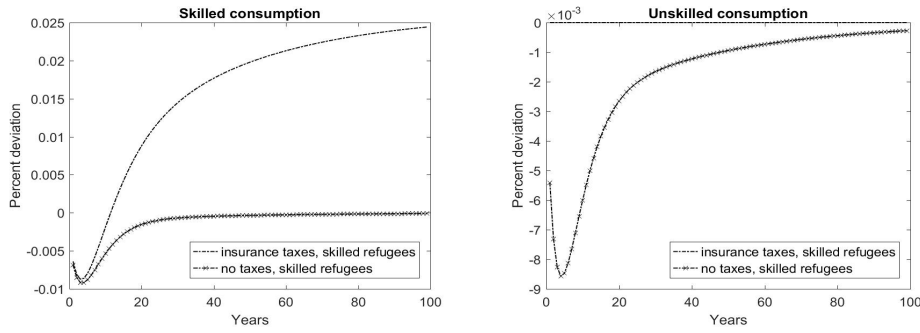 Skilled consumption
0.025
0.02
0.015
0.01
0.005
0
-0.005
-0.01
Percent deviation
0 20 40 60 80 100
Years
insurance taxes, skilled refugees
no taxes, skilled refugees
Unskilled consumption
×10-3
0
-1
-2
-3
-4
-5
-6
-7
-8
-9
Percent deviation
0 20 40 60 80 100
Years
insurance taxes, skilled refugees
no taxes, skilled refugees